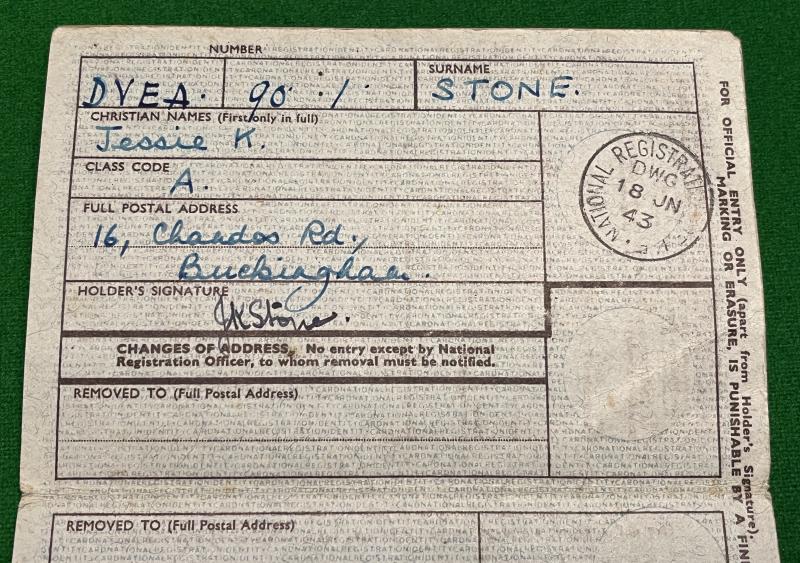 NUMBER
DVEA. 90 . 1
SURNAME
STONE.
CHRISTIAN NAMES (First only in full)
Jessie K.
CLASS CODE
A.
FULL POSTAL ADDRESS
16, Chandos Rd.,
Buckingham.
HOLDER'S SIGNATURE
JKStone.
CHANGES OF ADDRESS. No entry except by National
Registration Officer, to whom removal must be notified.
REMOVED TO (Full Postal Address)
REMOVED TO (Full Postal Address)
NATIONAL REGISTRATI
DWG
18 JN
43
FOR OFFICIAL ENTRY ONLY (apart from Holder's Signature).
MARKING OR ERASURE, IS PUNISHABLE BY A FINE